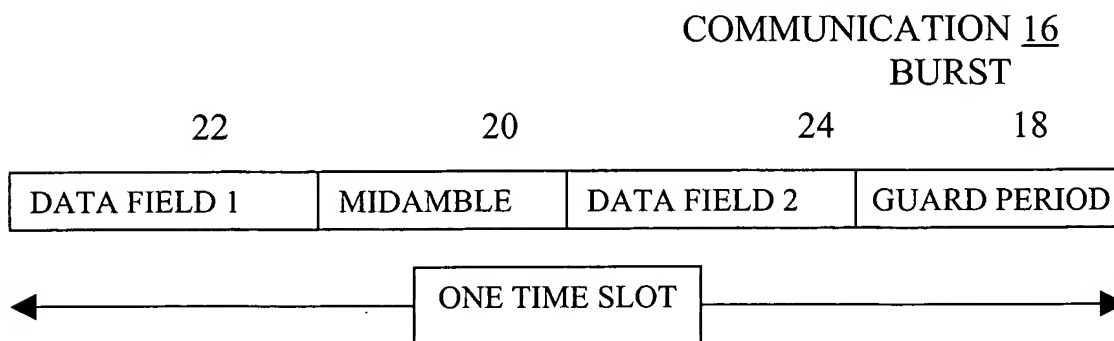 COMMUNICATION 16
BURST
22 20 24 18
DATA FIELD 1 MIDAMBLE DATA FIELD 2 GUARD PERIOD
ONE TIME SLOT